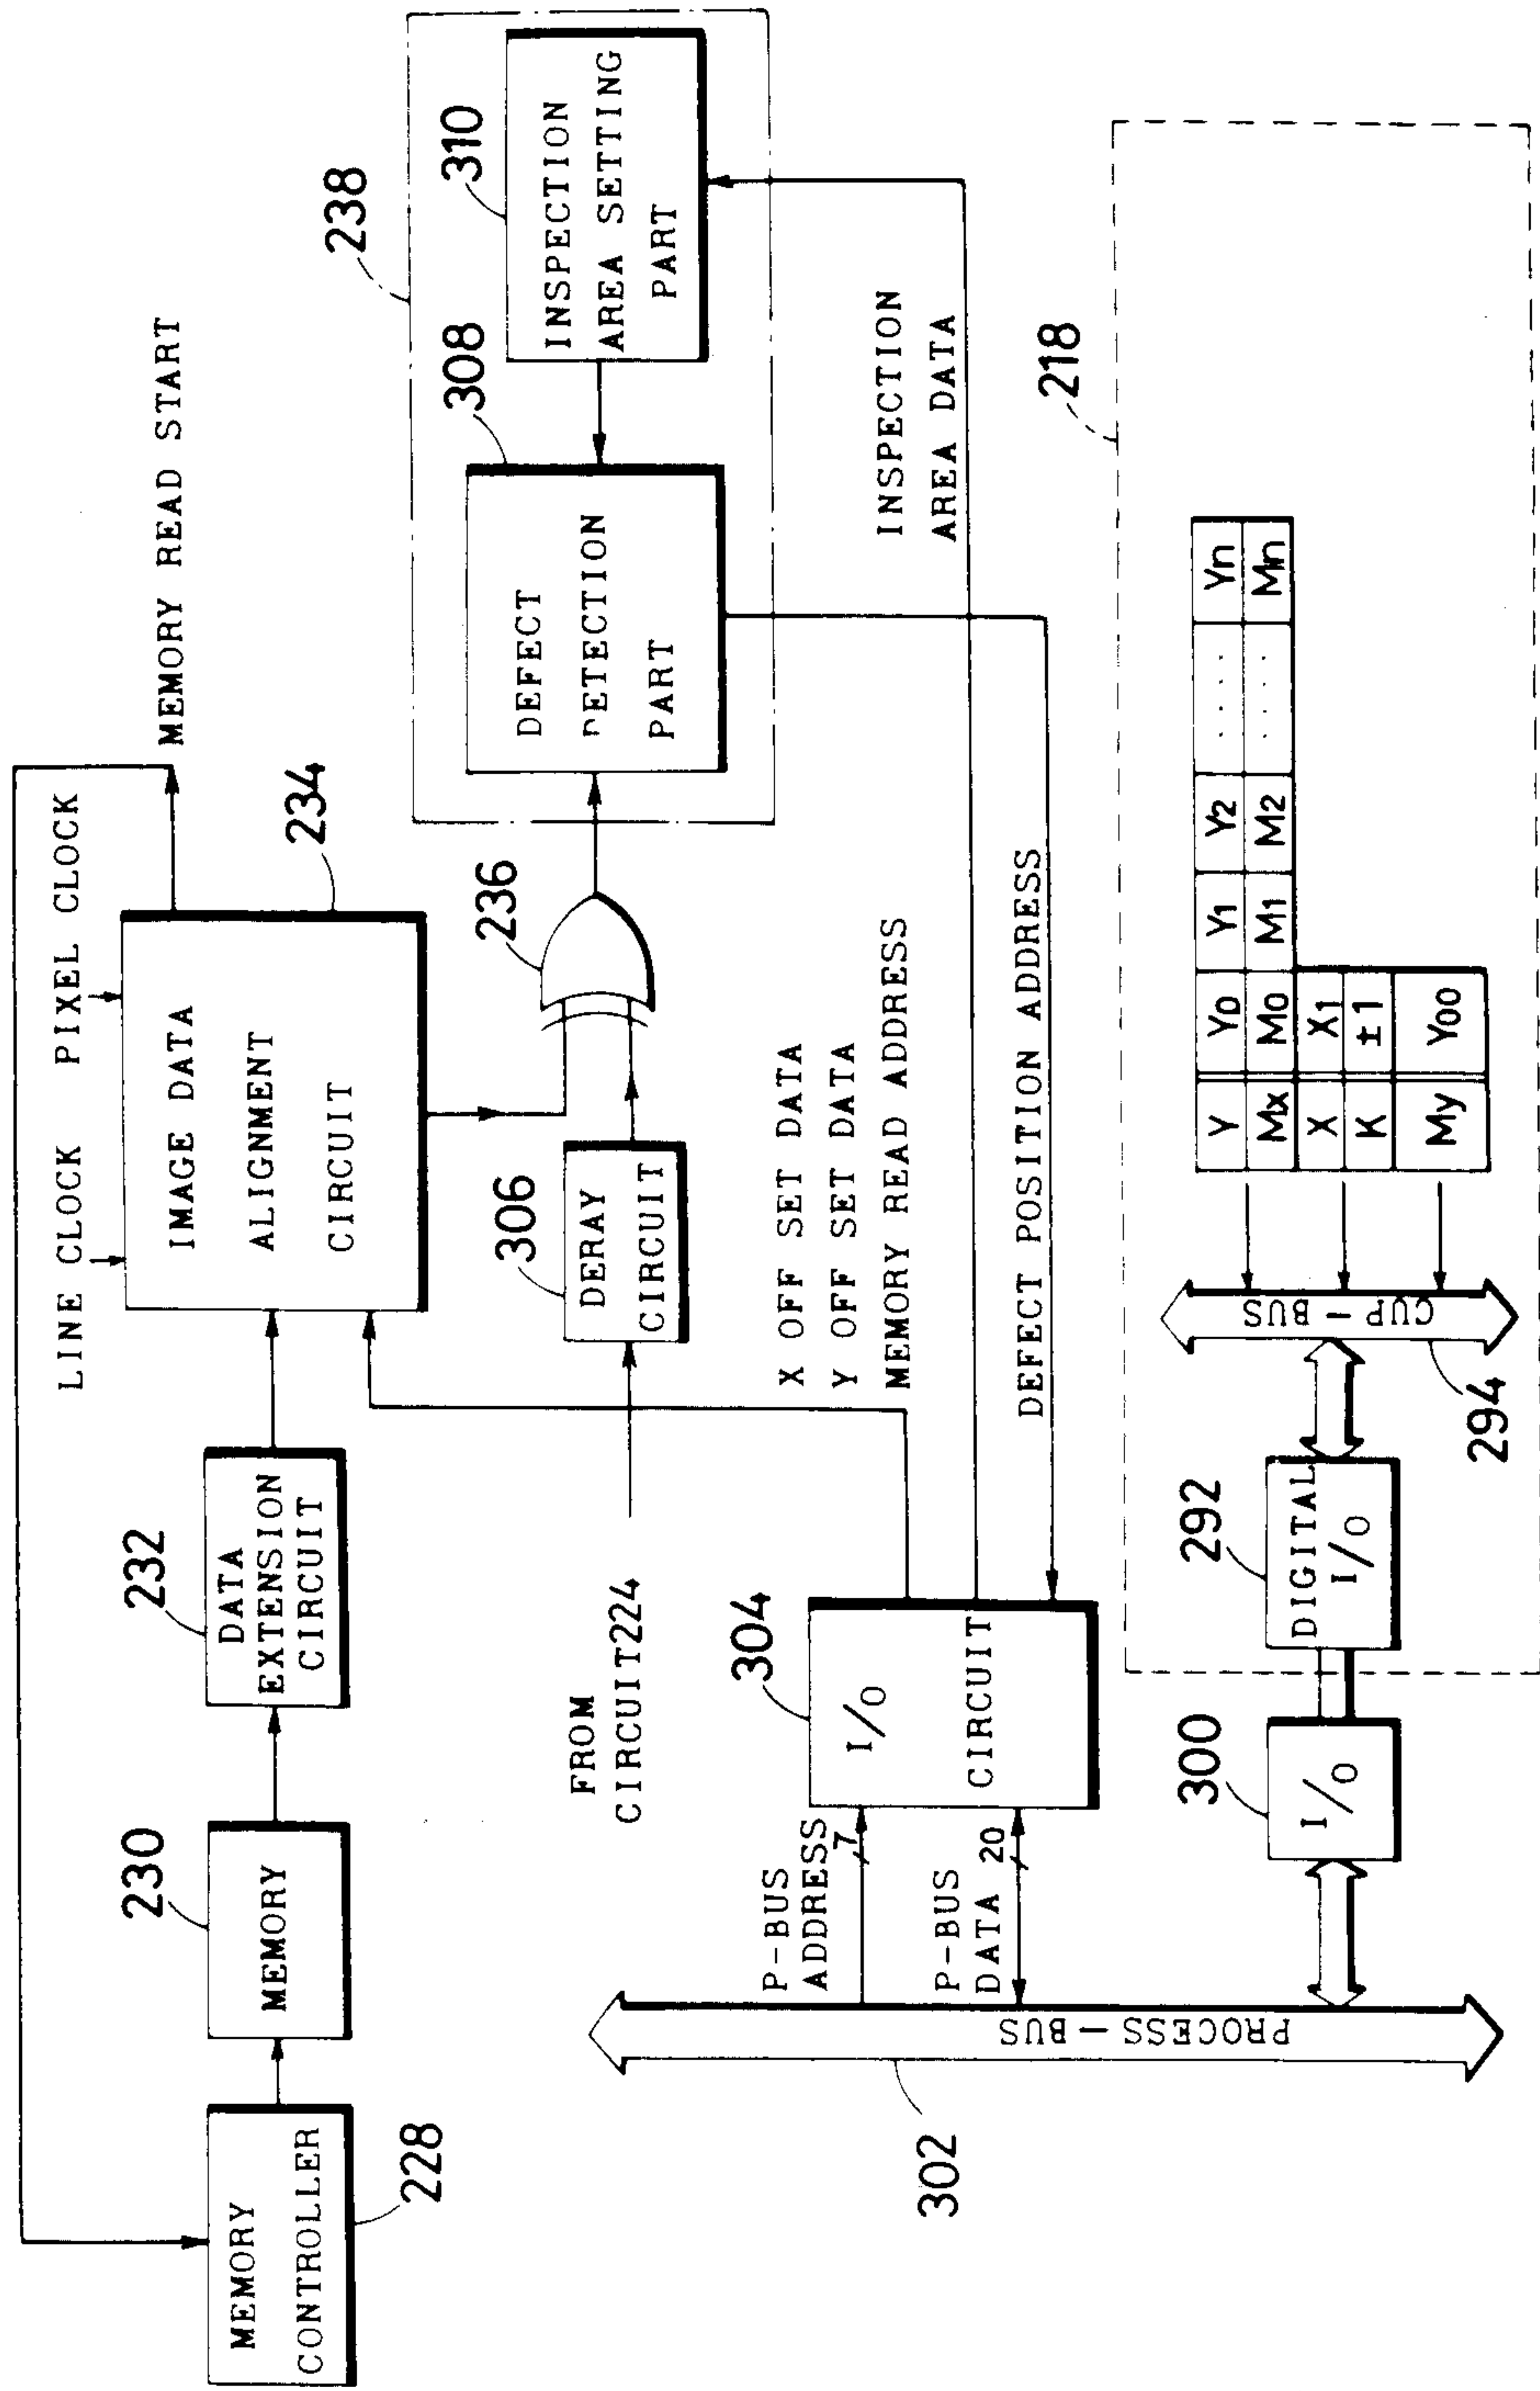 MEMORY READ START
LINE CLOCK PIXEL CLOCK
234
IMAGE DATA
ALIGNMENT
CIRCUIT
232
DATA
EXTENSION
CIRCUIT
230
MEMORY
MEMORY
CONTROLLER
228
238
310
INSPECTION
AREA SETTING
PART
308
DEFECT
DETECTION
PART
236
306
DERAY
CIRCUIT
FROM
CIRCUIT224
X OFF SET DATA
Y OFF SET DATA
MEMORY READ ADDRESS
INSPECTION
AREA DATA
DEFECT POSITION ADDRESS
304
I/O
CIRCUIT
P-BUS
ADDRESS
7
P-BUS
DATA
20
PROCESS-BUS
302
300
I/O
292
DIGITAL
I/O
CUP-BUS
294
218
Y Y0 Y1 Y2 ..... Yn
Mx M0 M1 M2 ..... Mn
X X1
K ±1
My Y00